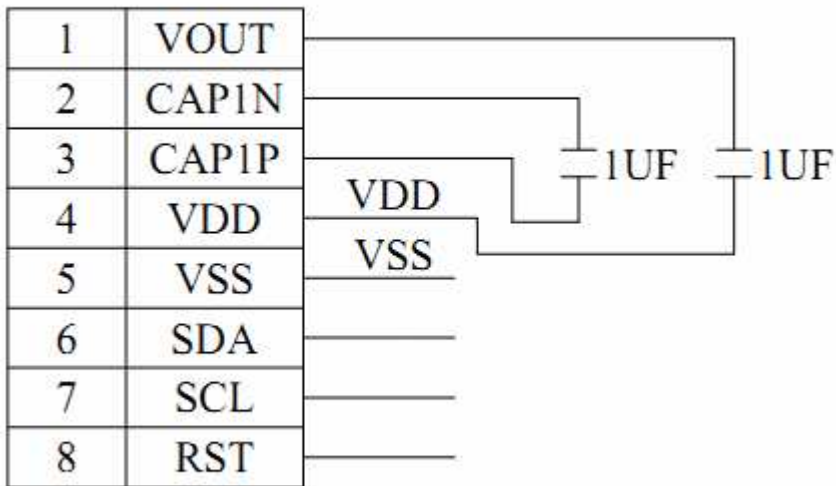 1 VOUT
2 CAP1N
3 CAP1P
1UF 1UF
VDD
4 VDD
VSS
5 VSS
6 SDA
7 SCL
8 RST